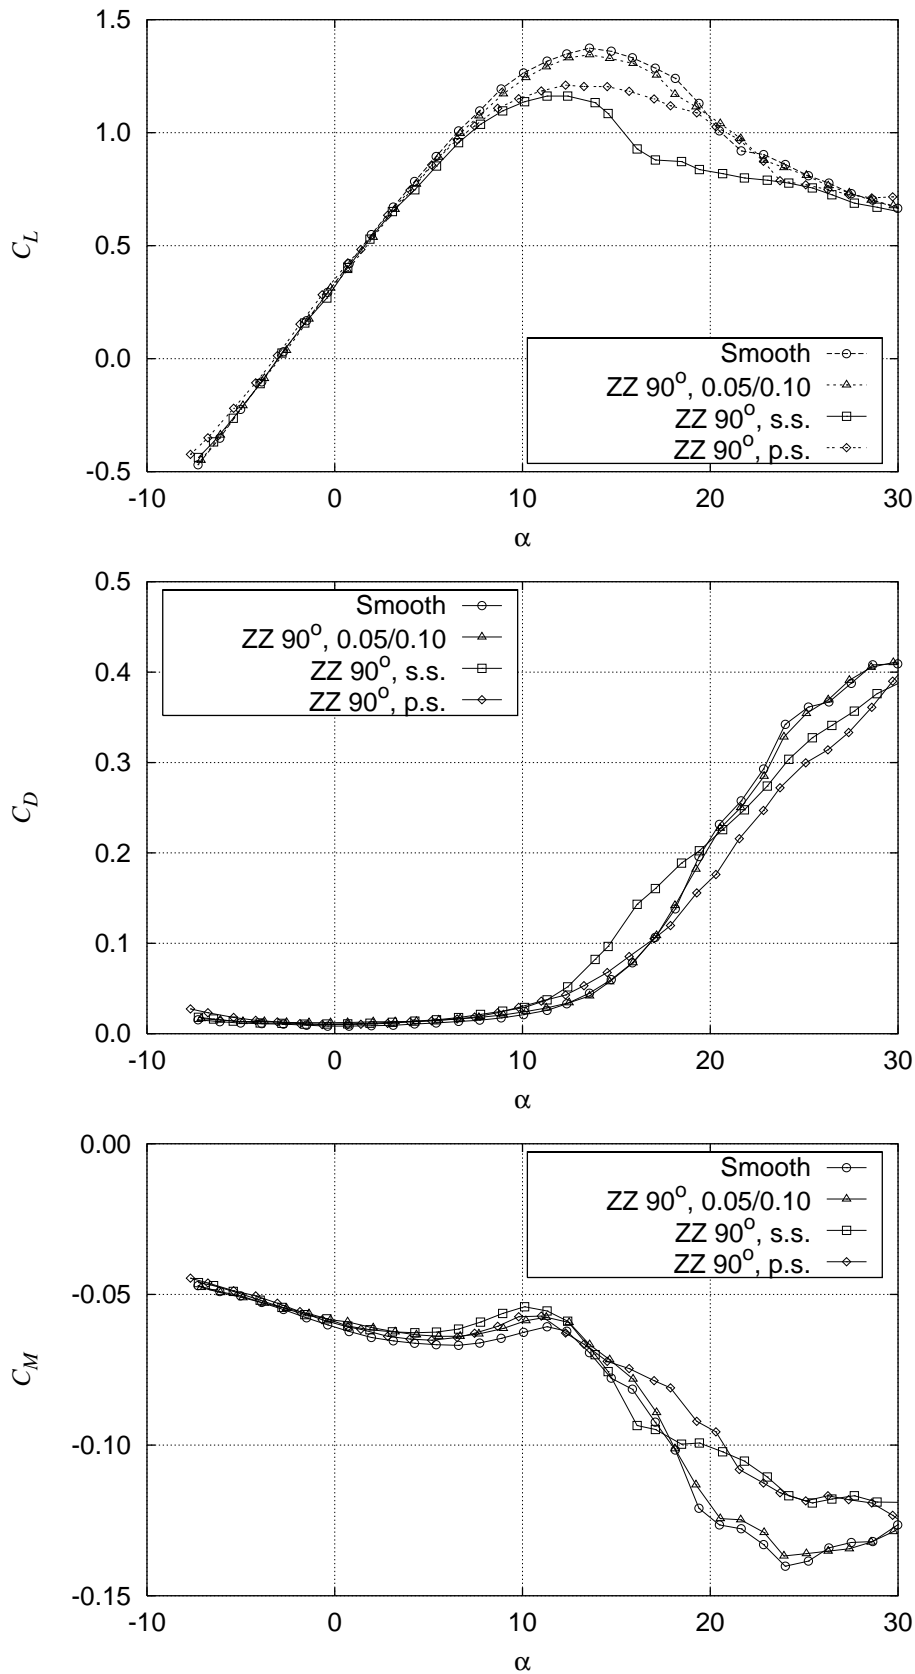 1.5
1.0
0.5
0.0
-0.5
C_L
Smooth
ZZ 90°, 0.05/0.10
ZZ 90°, s.s.
ZZ 90°, p.s.
-10 0 10 20 30
α
0.5
0.4
0.3
0.2
0.1
0.0
C_D
Smooth
ZZ 90°, 0.05/0.10
ZZ 90°, s.s.
ZZ 90°, p.s.
-10 0 10 20 30
α
0.00
-0.05
-0.10
-0.15
C_M
Smooth
ZZ 90°, 0.05/0.10
ZZ 90°, s.s.
ZZ 90°, p.s.
-10 0 10 20 30
α